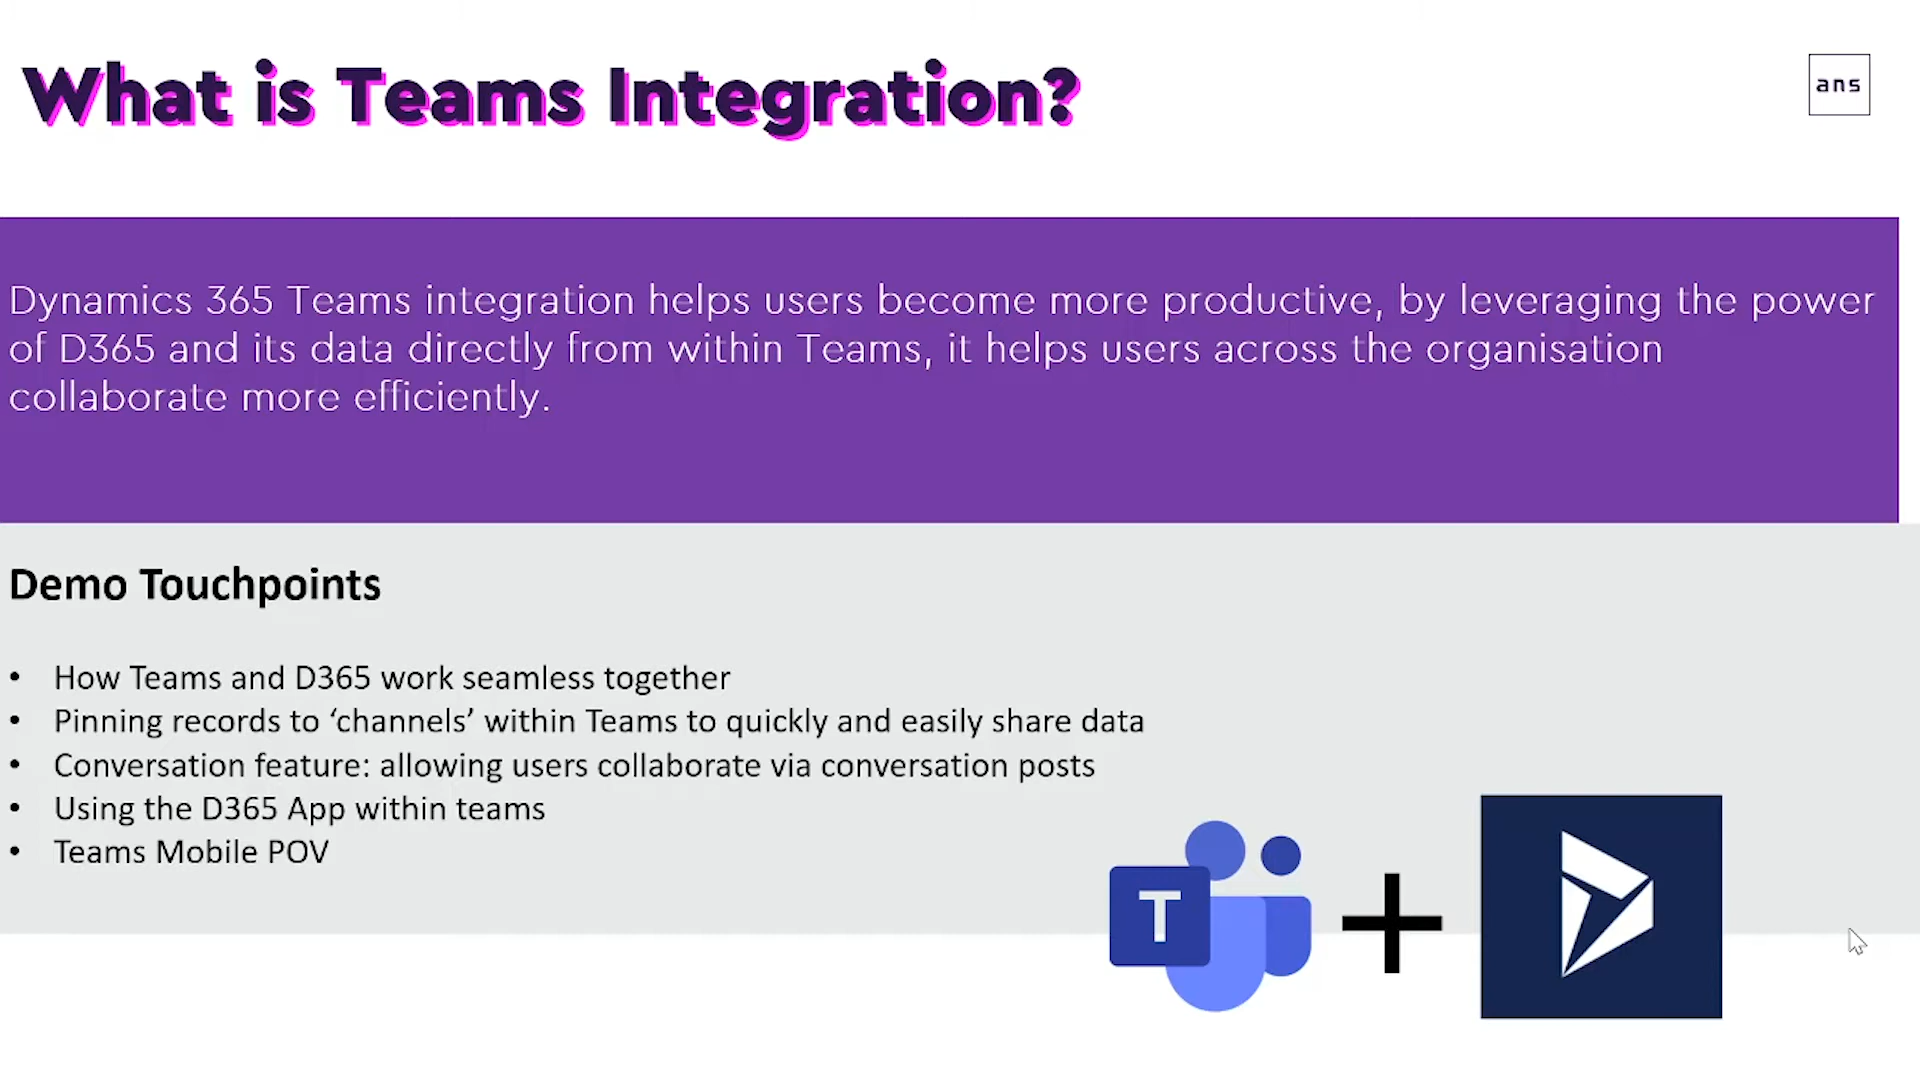 What is Teams Integration?
ans
Dynamics 365 Teams integration helps users become more productive, by leveraging the power
of D365 and its data directly from within Teams, it helps users across the organisation
collaborate more efficiently.
Demo Touchpoints
• How Teams and D365 work seamless together
• Pinning records to ‘channels’ within Teams to quickly and easily share data
• Conversation feature: allowing users collaborate via conversation posts
• Using the D365 App within teams
• Teams Mobile POV
T
+